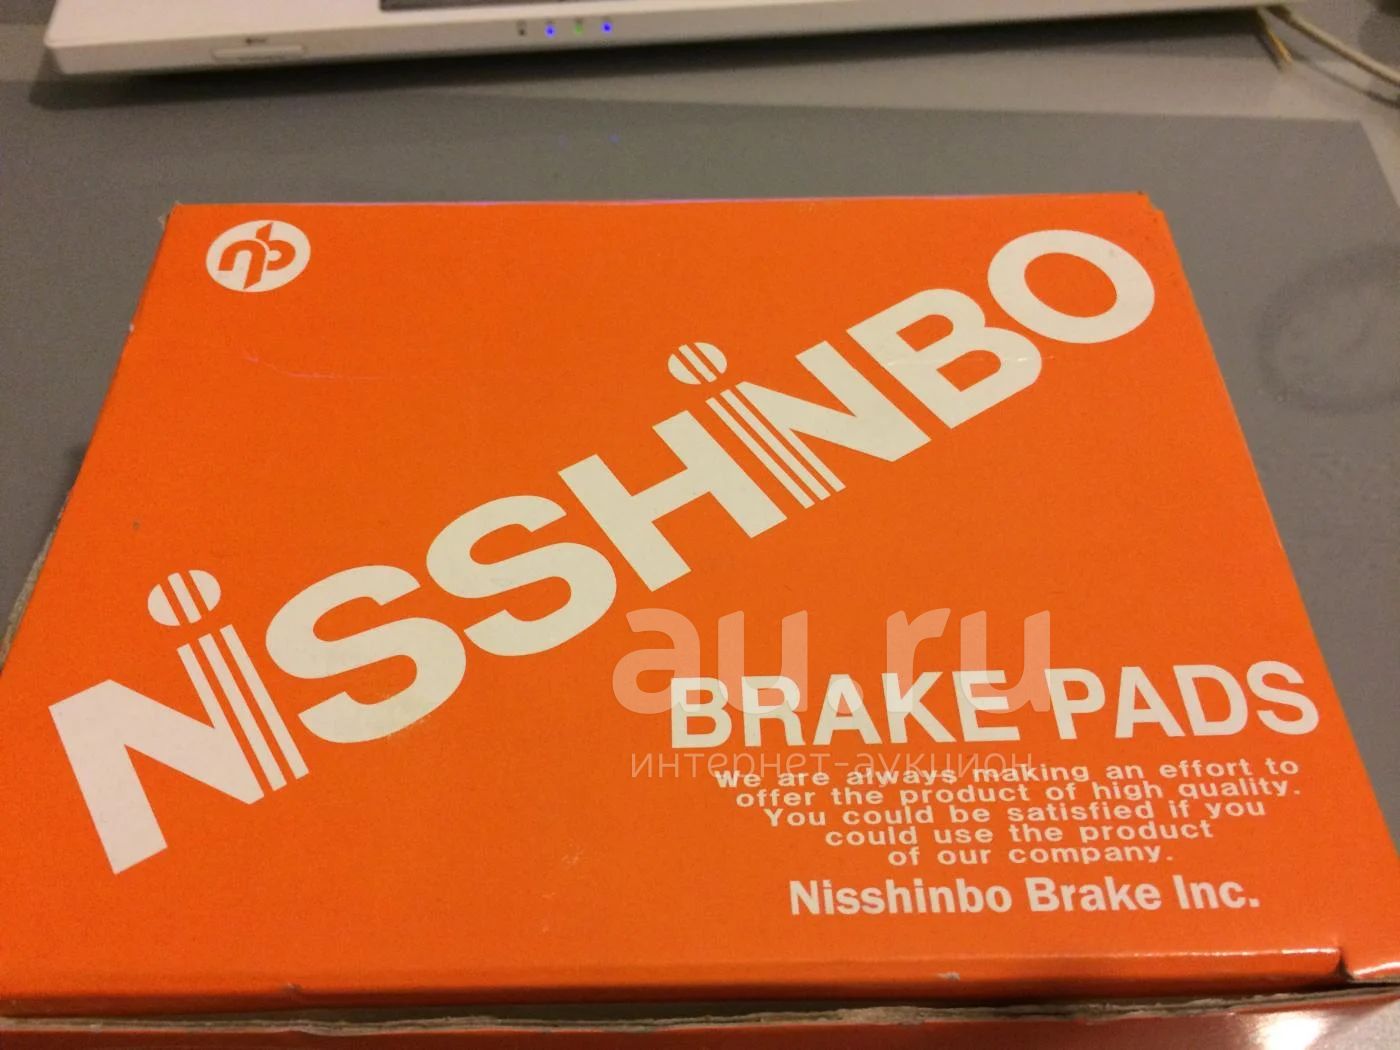 nb
NiSSHiNBO
au.ru
BRAKE PADS
интернет-аукцион
We are always making an effort to
offer the product of high quality.
You could be satisfied if you
could use the product
of our company.
Nisshinbo Brake Inc.